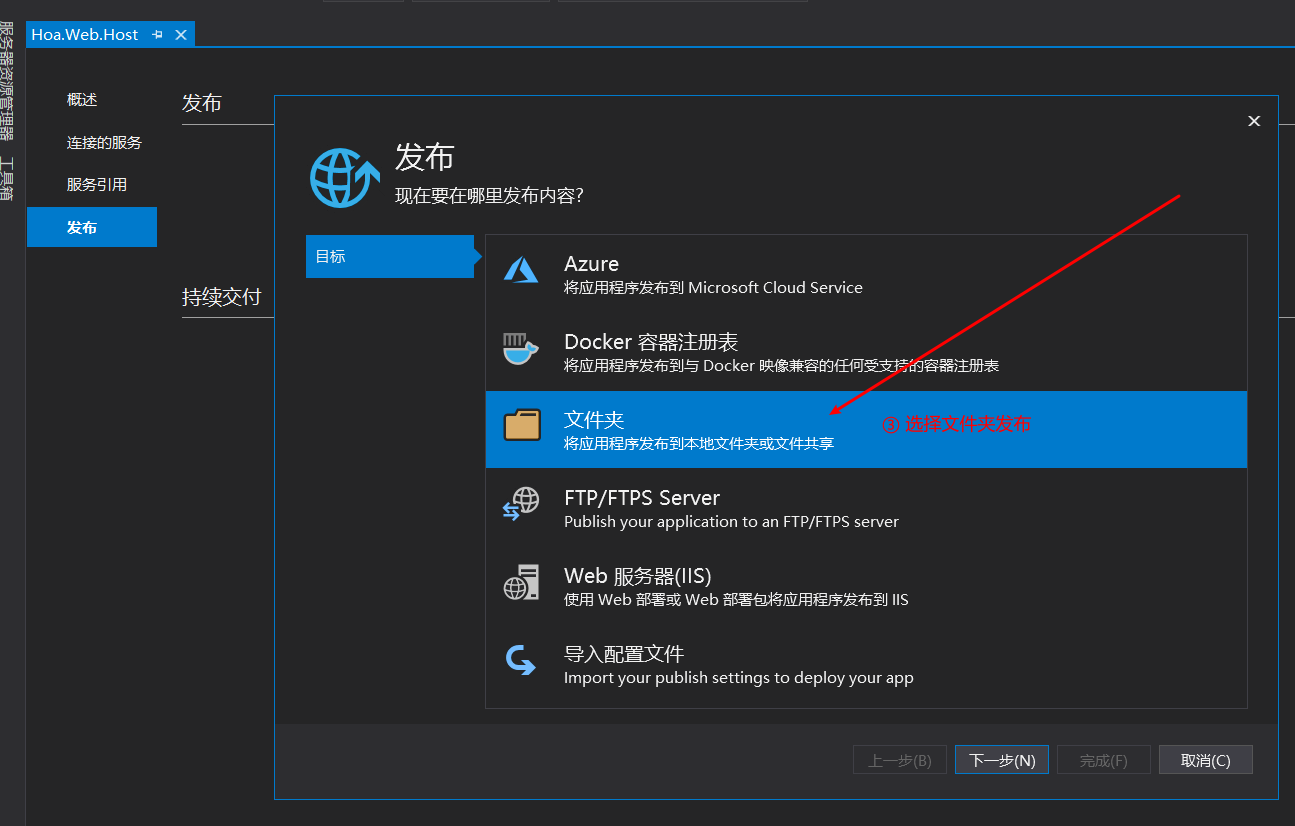 服务器资源管理器
工具箱
Hoa.Web.Host
概述
连接的服务
服务引用
发布
发布
持续交付
发布
现在要在哪里发布内容?
目标
Azure
将应用程序发布到 Microsoft Cloud Service
Docker 容器注册表
将应用程序发布到与 Docker 映像兼容的任何受支持的容器注册表
文件夹
将应用程序发布到本地文件夹或文件共享
③ 选择文件夹发布
FTP/FTPS Server
Publish your application to an FTP/FTPS server
Web 服务器(IIS)
使用 Web 部署或 Web 部署包将应用程序发布到 IIS
导入配置文件
Import your publish settings to deploy your app
上一步(B)
下一步(N)
完成(F)
取消(C)